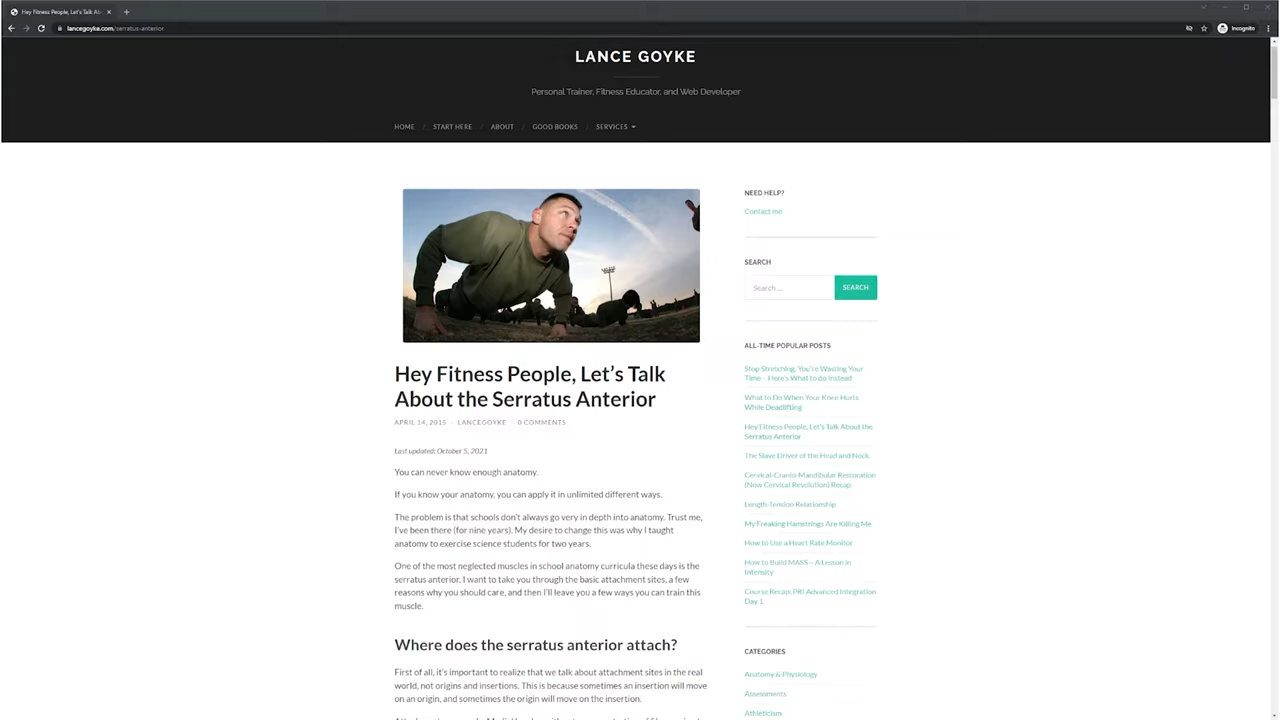 Hey Fitness People, Let's Talk Ab
lancegoyke.com/serratus-anterior
Incognito
LANCE GOYKE
Personal Trainer, Fitness Educator, and Web Developer
HOME / START HERE / ABOUT / GOOD BOOKS / SERVICES
Hey Fitness People, Let's Talk
About the Serratus Anterior
APRIL 14, 2015 - LANCEGOYKE - 0 COMMENTS
Last updated: October 5, 2021
You can never know enough anatomy.
If you know your anatomy, you can apply it in unlimited different ways.
The problem is that schools don't always go very in depth into anatomy. Trust me,
I've been there (for nine years). My desire to change this was why I taught
anatomy to exercise science students for two years.
One of the most neglected muscles in school anatomy curricula these days is the
serratus anterior. I want to take you through the basic attachment sites, a few
reasons why you should care, and then I'll leave you a few ways you can train this
muscle.
Where does the serratus anterior attach?
First of all, it's important to realize that we talk about attachment sites in the real
world, not origins and insertions. This is because sometimes an insertion will move
on an origin, and sometimes the origin will move on the insertion.
NEED HELP?
Contact me
SEARCH
Search ...
SEARCH
ALL-TIME POPULAR POSTS
Stop Stretching, You're Wasting Your
Time – Here's What to do Instead
What to Do When Your Knee Hurts
While Deadlifting
Hey Fitness People, Let's Talk About the
Serratus Anterior
The Slave Driver of the Head and Neck
Cervical-Cranio-Mandibular Restoration
(Now Cervical Revolution) Recap
Length-Tension Relationship
My Freaking Hamstrings Are Killing Me
How to Use a Heart Rate Monitor
How to Build MASS – A Lesson in
Intensity
Course Recap: PRI Advanced Integration
Day 1
CATEGORIES
Anatomy & Physiology
Assessments
Athleticism